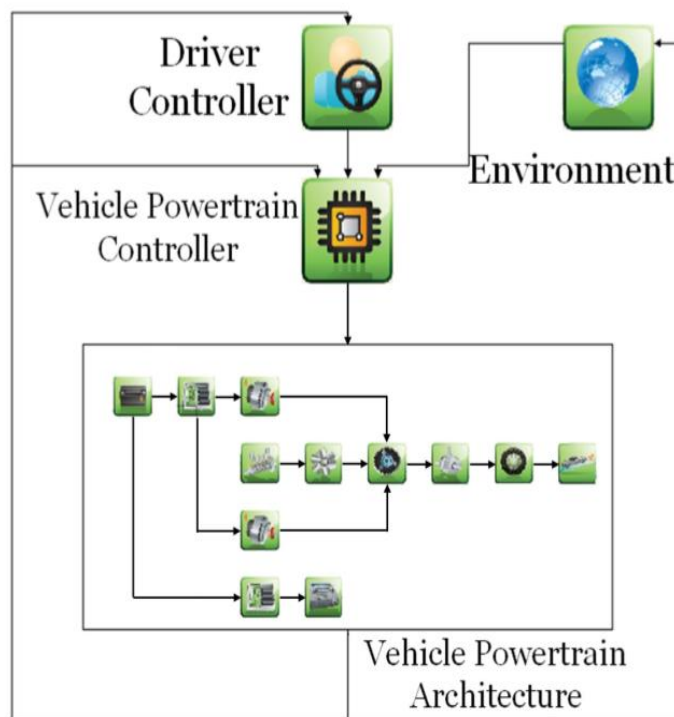 Driver
Controller
Environment
Vehicle Powertrain
Controller
Vehicle Powertrain
Architecture